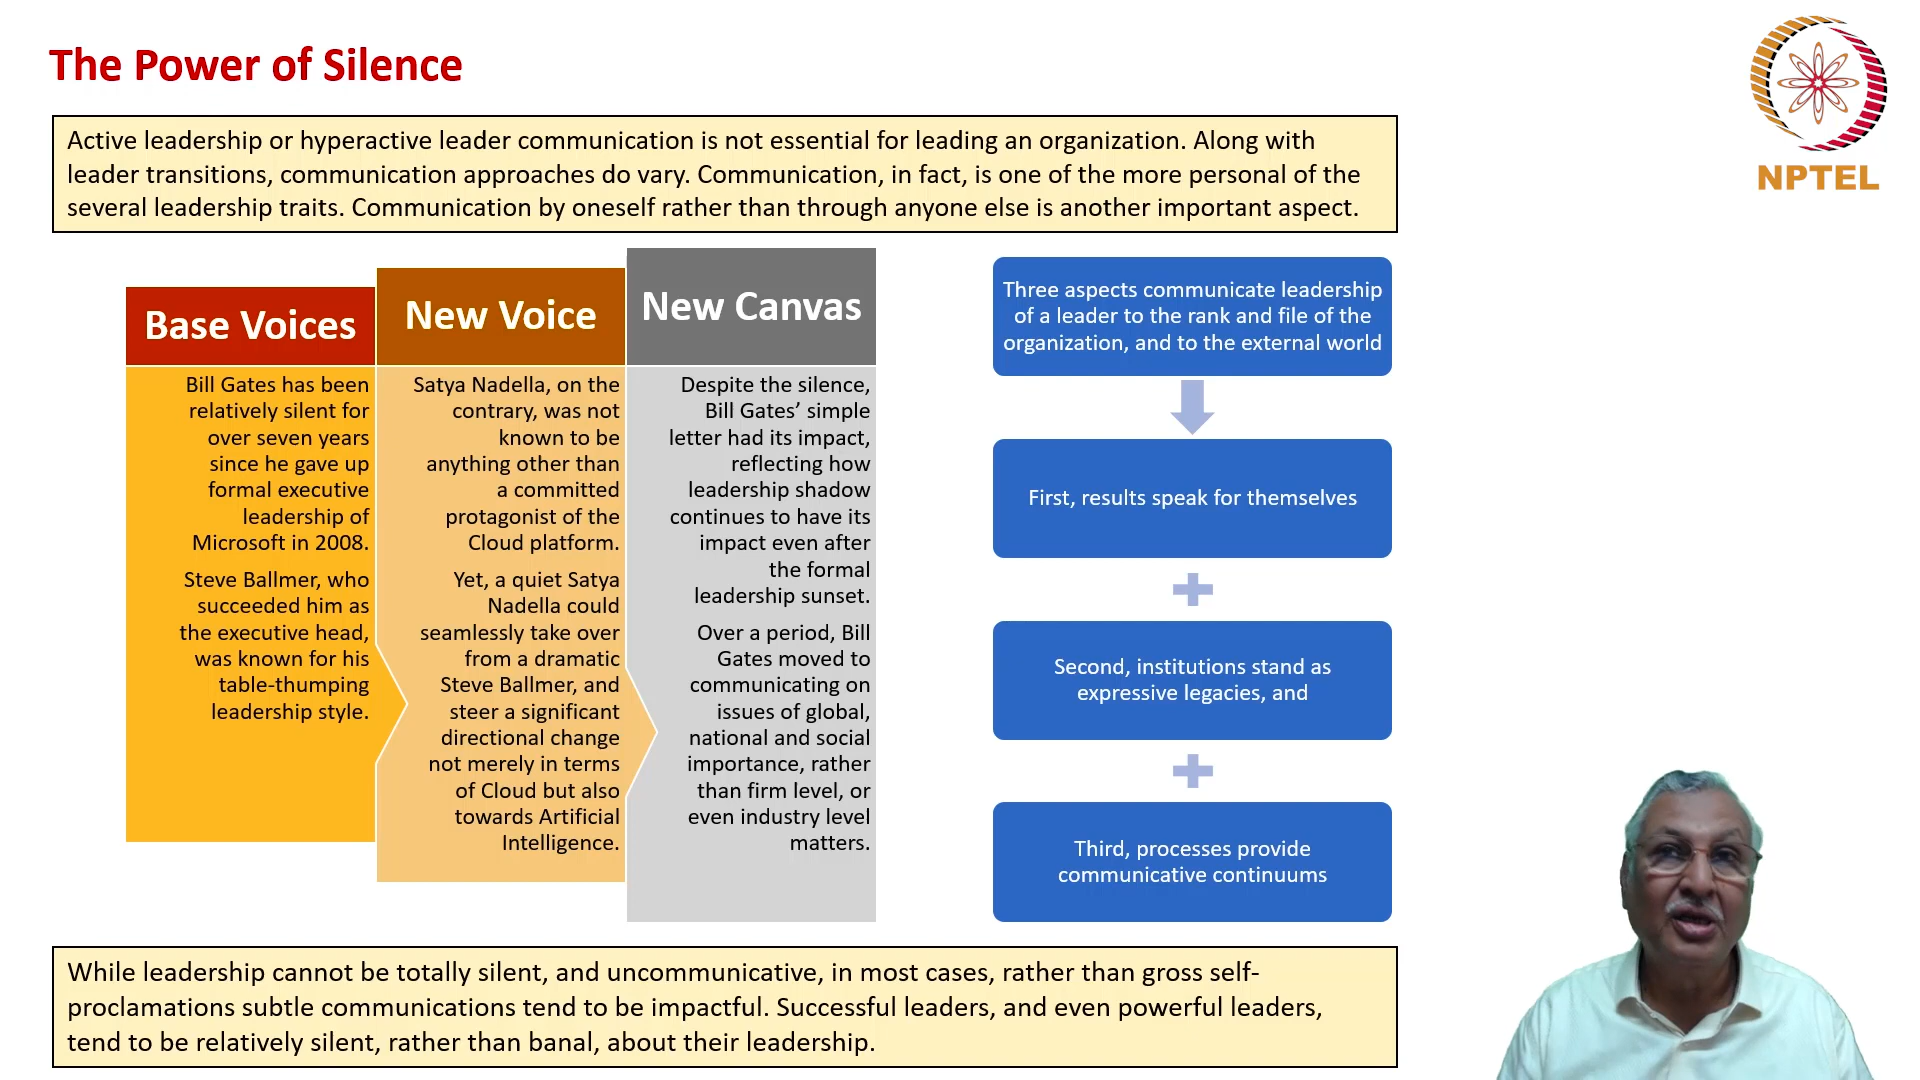 The Power of Silence
NPTEL
Active leadership or hyperactive leader communication is not essential for leading an organization. Along with
leader transitions, communication approaches do vary. Communication, in fact, is one of the more personal of the
several leadership traits. Communication by oneself rather than through anyone else is another important aspect.
Base Voices
Bill Gates has been
relatively silent for
over seven years
since he gave up
formal executive
leadership of
Microsoft in 2008.
Steve Ballmer, who
succeeded him as
the executive head,
was known for his
table-thumping
leadership style.
New Voice
Satya Nadella, on the
contrary, was not
known to be
anything other than
a committed
protagonist of the
Cloud platform.
Yet, a quiet Satya
Nadella could
seamlessly take over
from a dramatic
Steve Ballmer, and
steer a significant
directional change
not merely in terms
of Cloud but also
towards Artificial
Intelligence.
New Canvas
Despite the silence,
Bill Gates’ simple
letter had its impact,
reflecting how
leadership shadow
continues to have its
impact even after
the formal
leadership sunset.
Over a period, Bill
Gates moved to
communicating on
issues of global,
national and social
importance, rather
than firm level, or
even industry level
matters.
Three aspects communicate leadership
of a leader to the rank and file of the
organization, and to the external world
First, results speak for themselves
Second, institutions stand as
expressive legacies, and
Third, processes provide
communicative continuums
While leadership cannot be totally silent, and uncommunicative, in most cases, rather than gross self-
proclamations subtle communications tend to be impactful. Successful leaders, and even powerful leaders,
tend to be relatively silent, rather than banal, about their leadership.